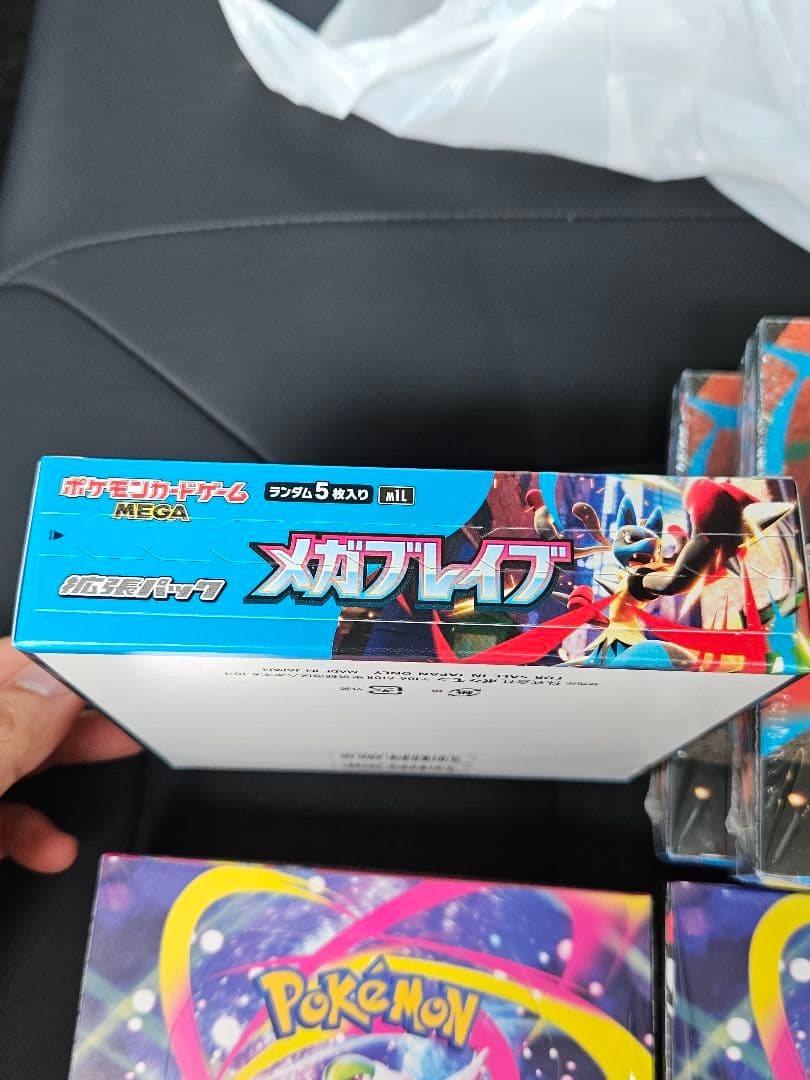 ポケモンカードゲーム
MEGA
ランダム5枚入り
m1L
拡張パック
メガブレイブ
FOR SALE IN JAPAN ONLY. MADE IN JAPAN
POKéMON